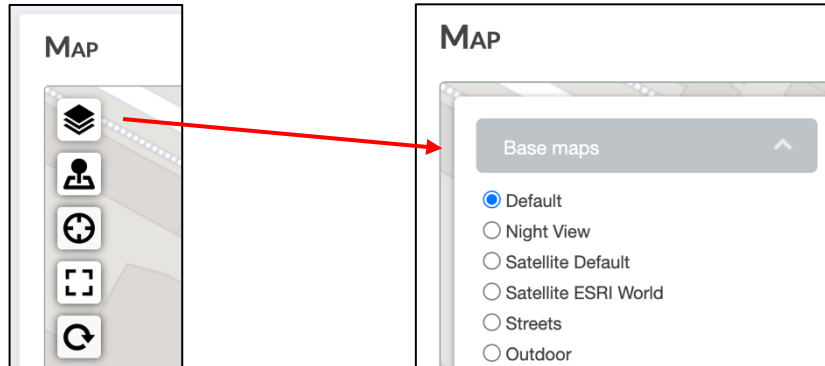 Map
Map
Base maps
Default
Night View
Satellite Default
Satellite ESRI World
Streets
Outdoor